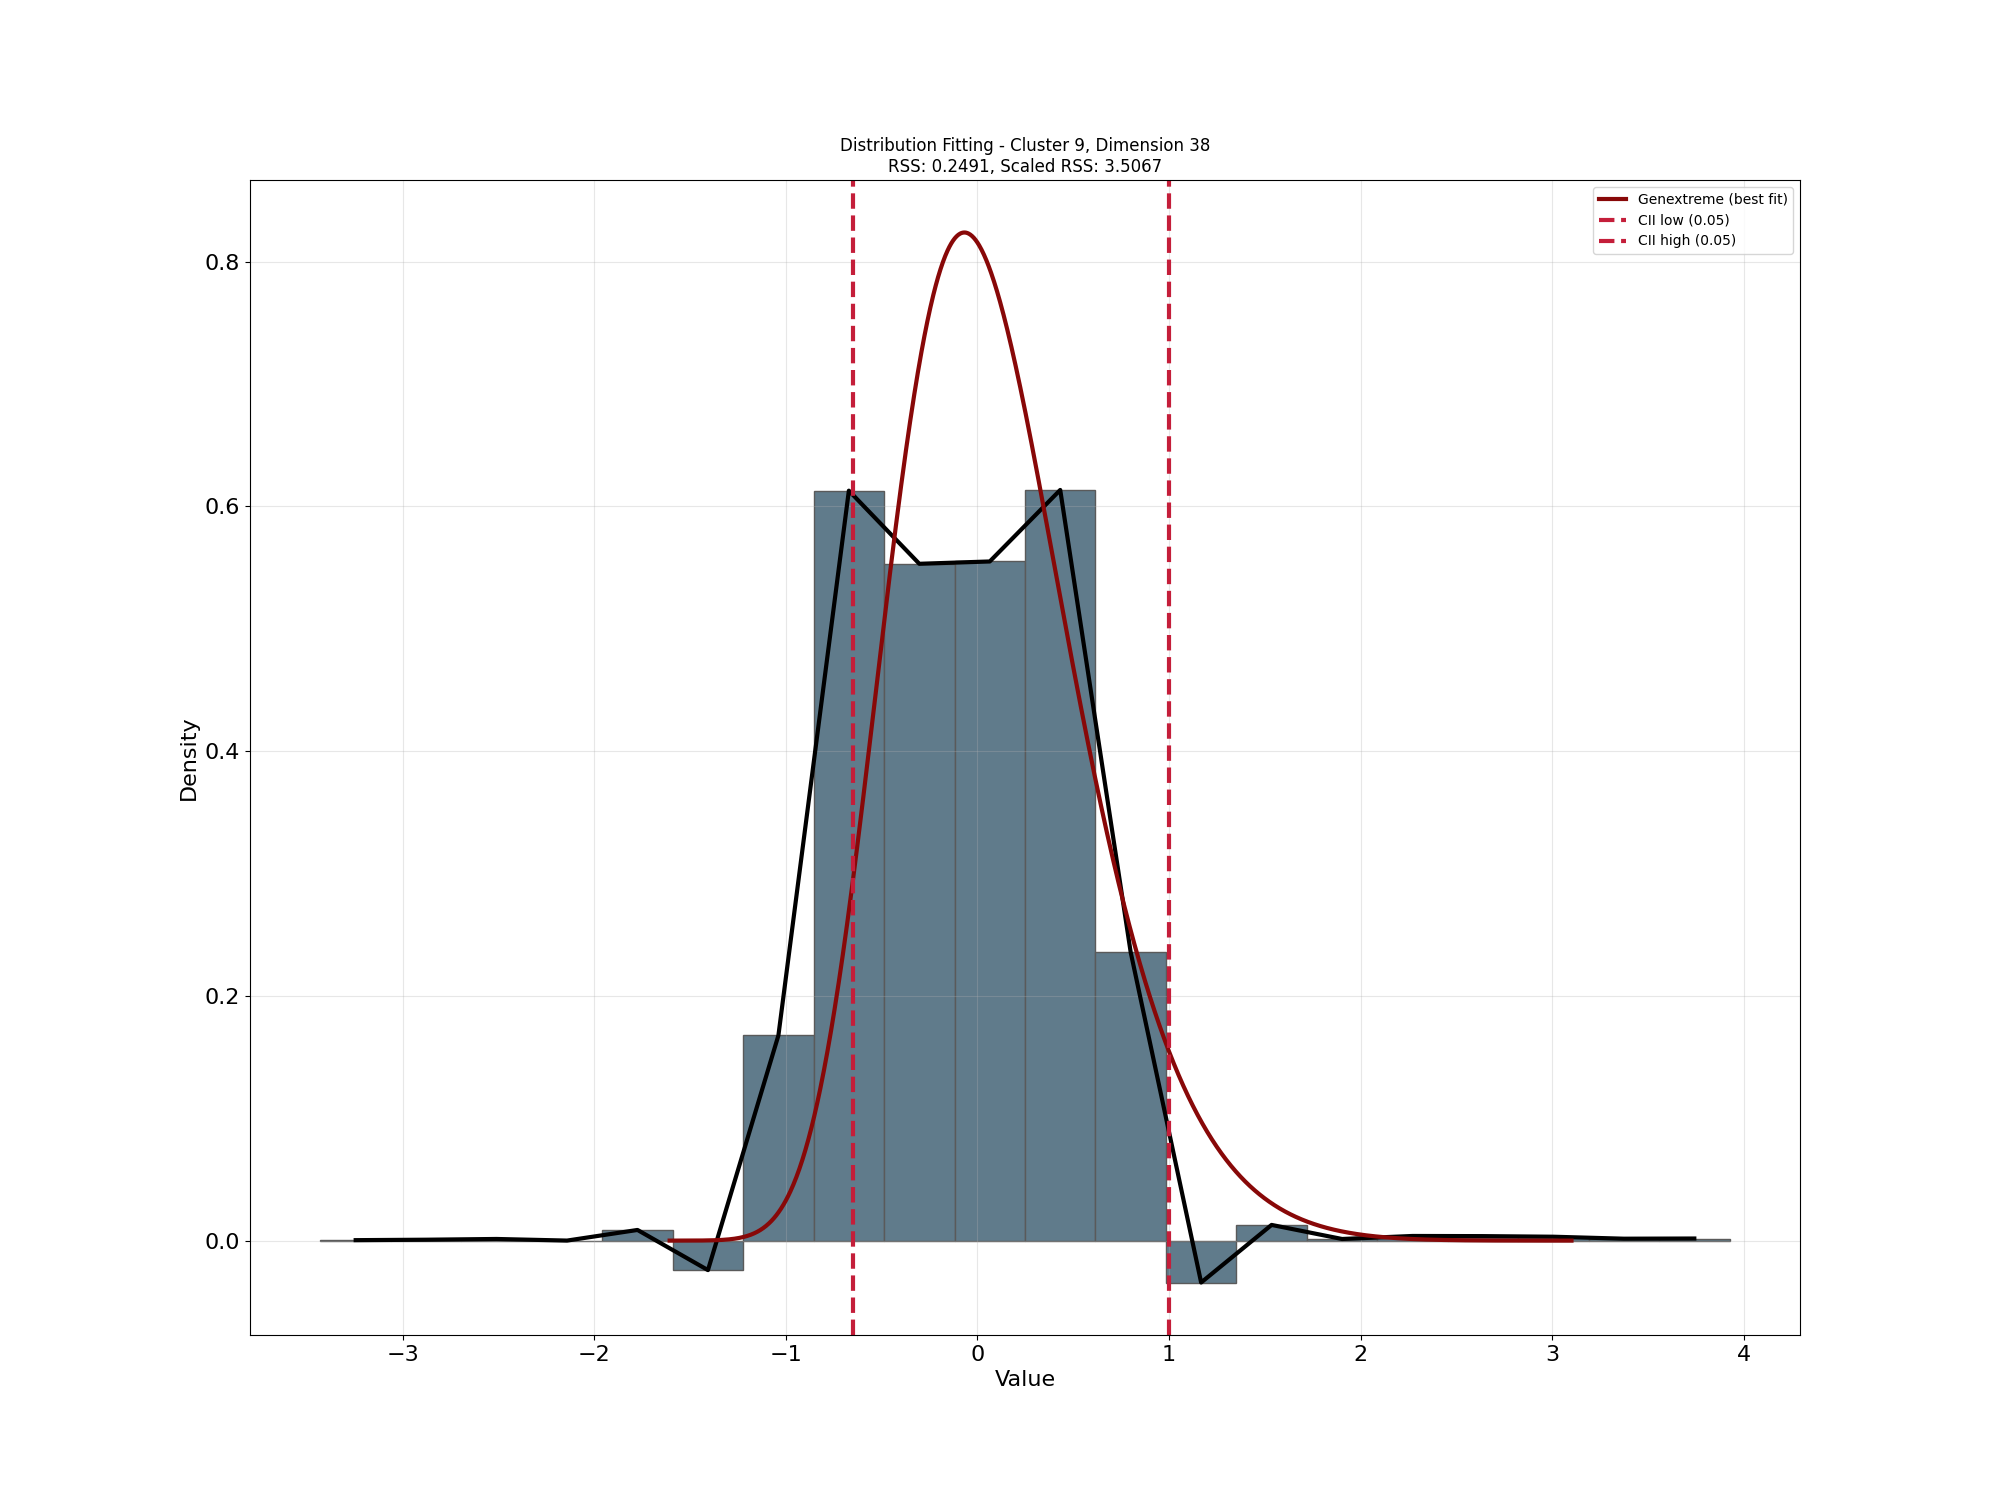 Distribution Fitting - Cluster 9, Dimension 38
RSS: 0.2491, Scaled RSS: 3.5067
Genextreme (best fit)
CII low (0.05)
CII high (0.05)
0.8
0.6
0.4
0.2
0.0
Density
−3
−2
−1
0
1
2
3
4
Value